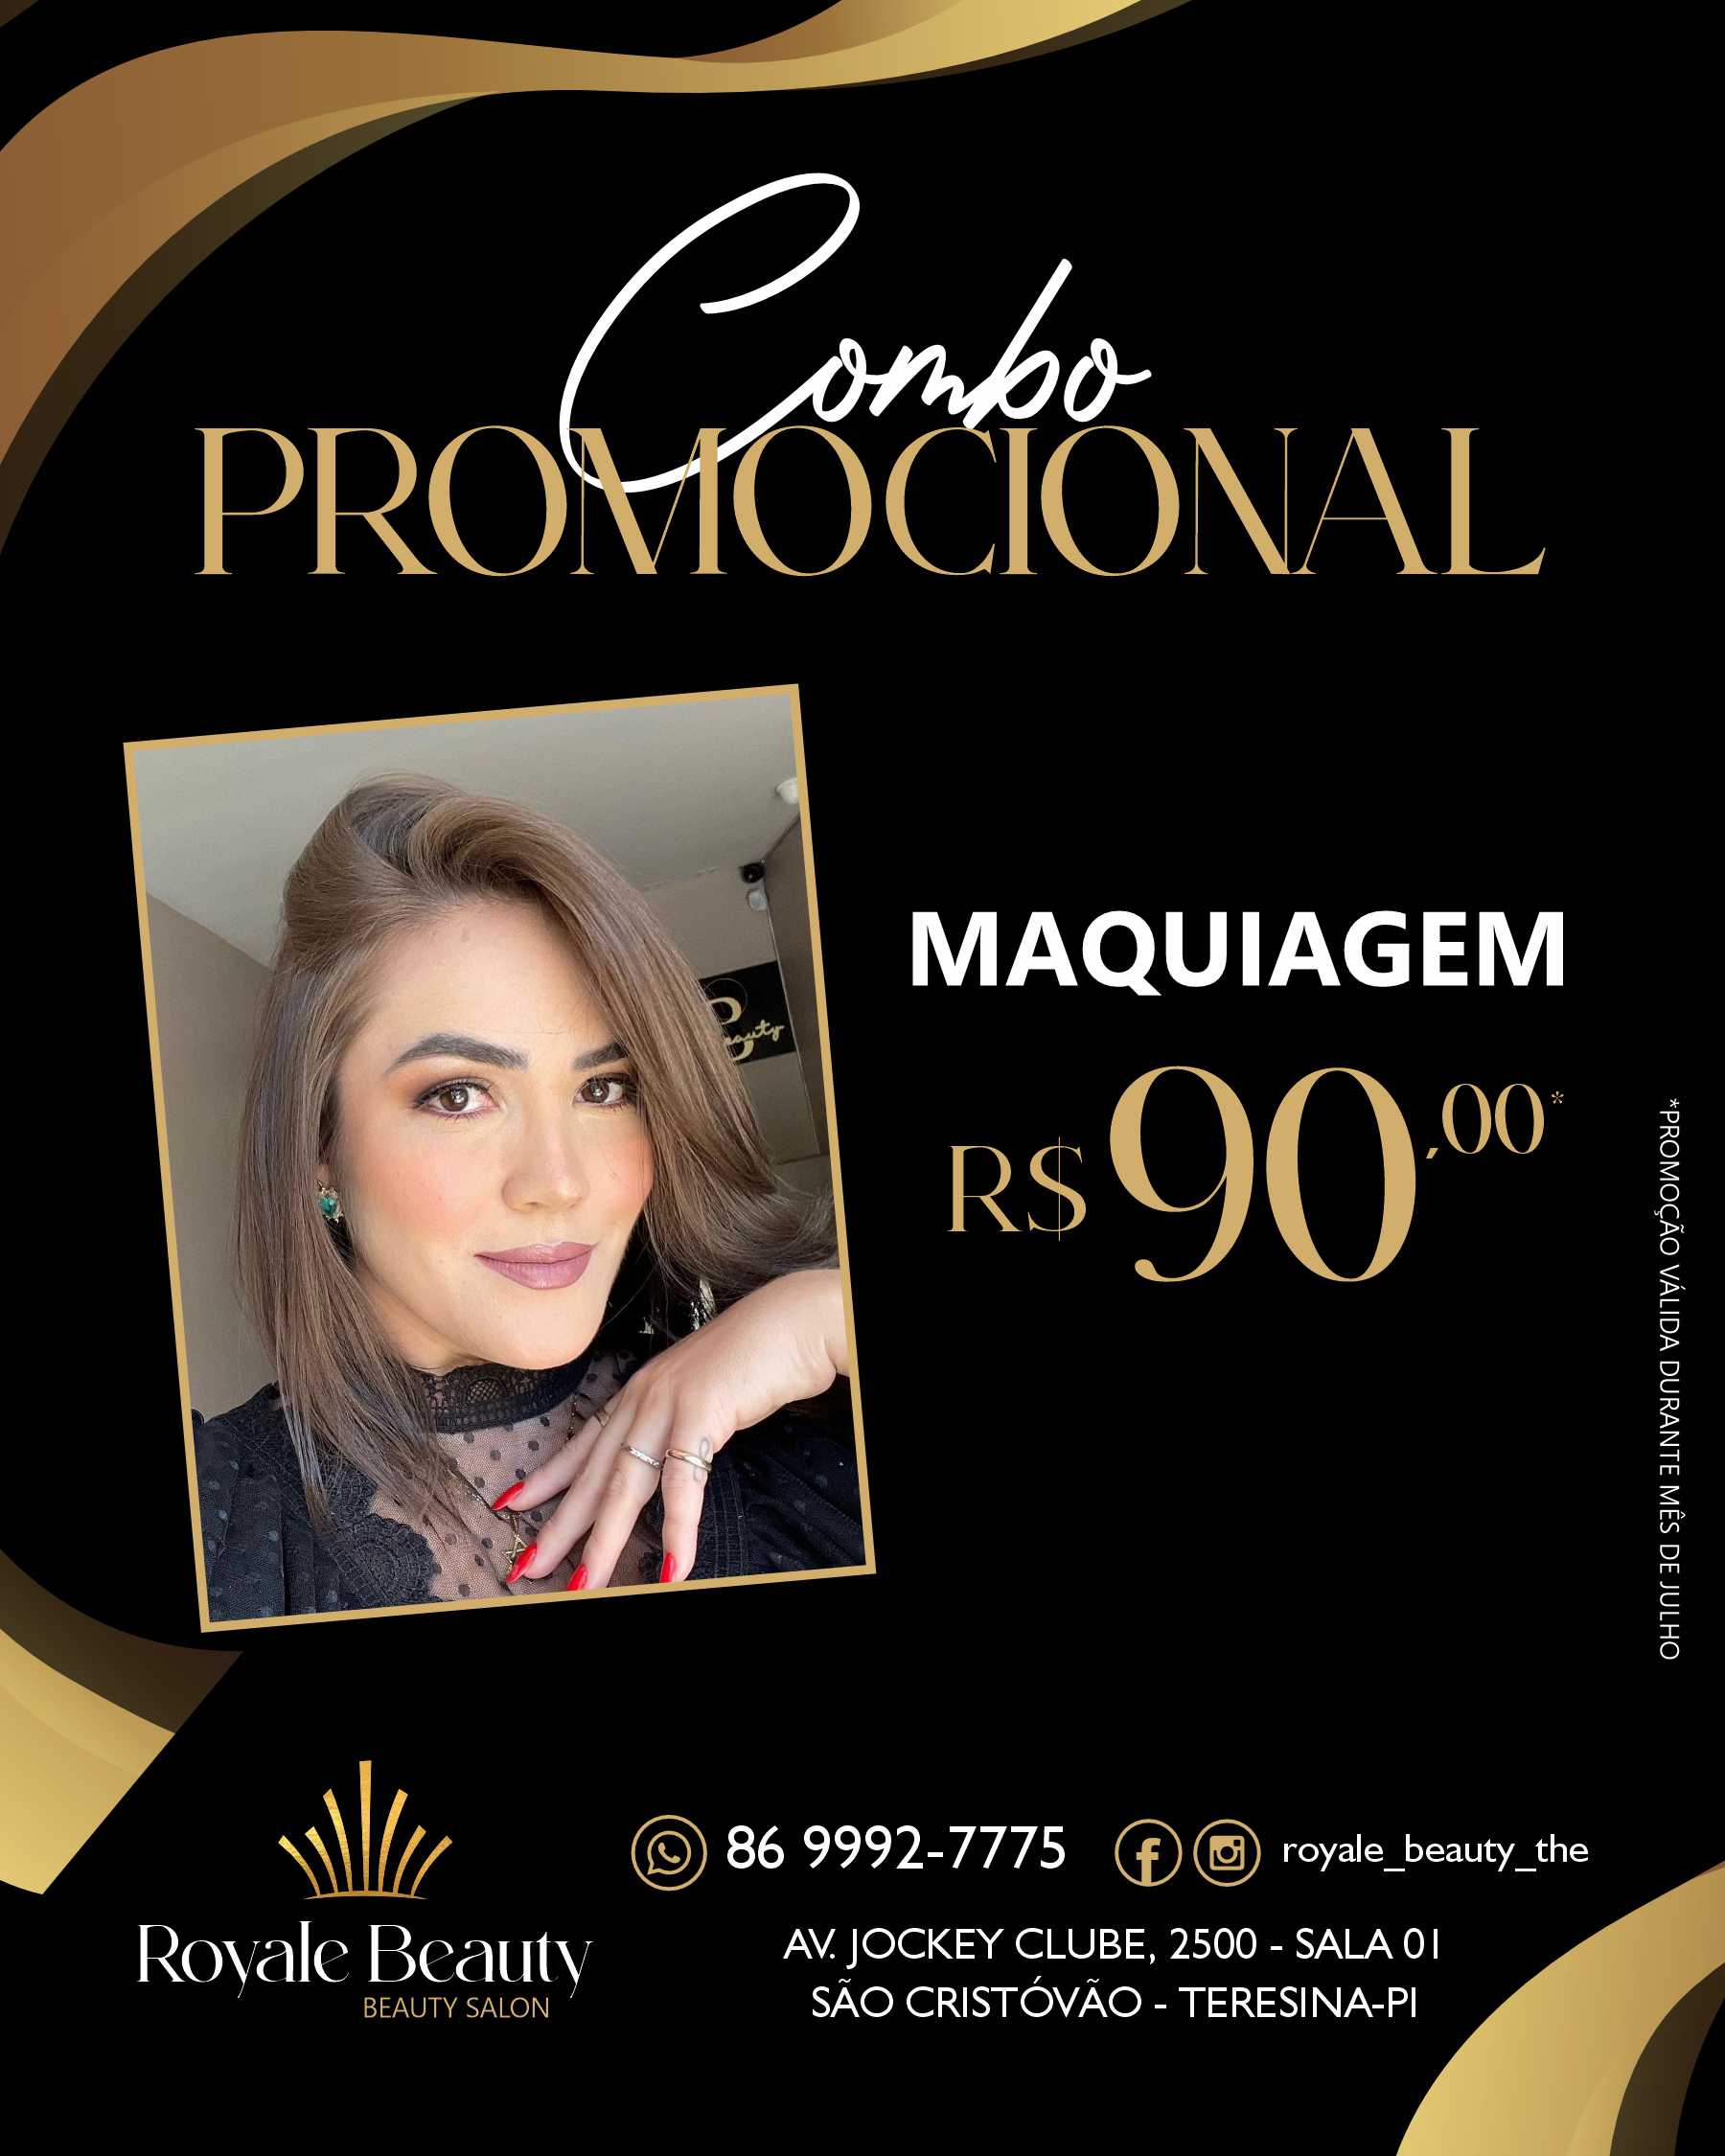 Combo
PROMOCIONAL
MAQUIAGEM
R$90,00*
*PROMOÇÃO VÁLIDA DURANTE MÊS DE JULHO
Royale Beauty
BEAUTY SALON
86 9992-7775
royale_beauty_the
AV. JOCKEY CLUBE, 2500 - SALA 01
SÃO CRISTÓVÃO - TERESINA-PI